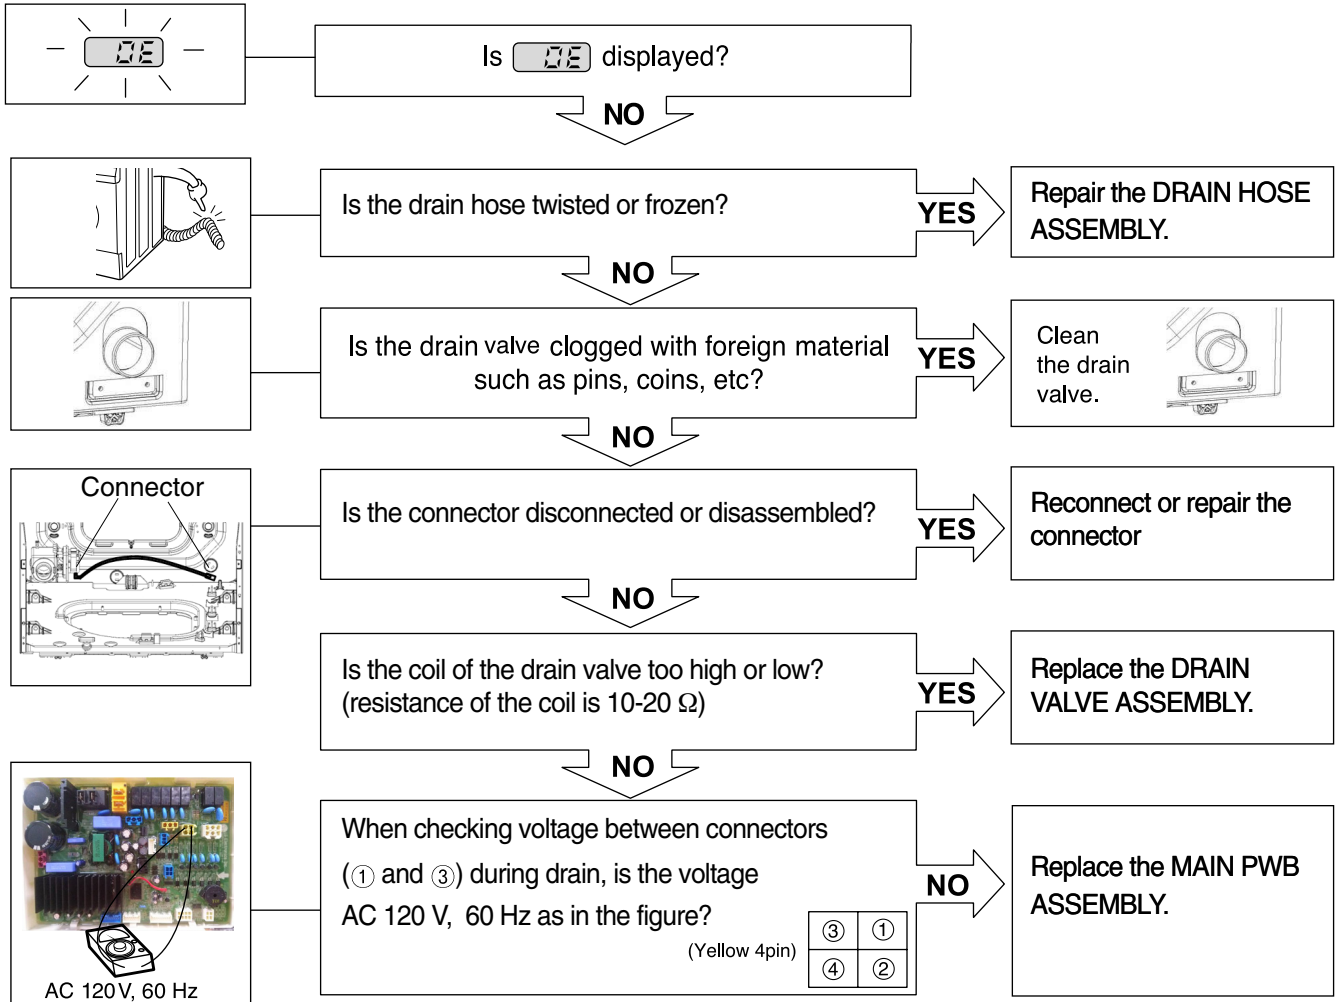 OE
Is OE displayed?
NO
Is the drain hose twisted or frozen?
YES
Repair the DRAIN HOSE
ASSEMBLY.
NO
Is the drain valve clogged with foreign material
such as pins, coins, etc?
YES
Clean
the drain
valve.
NO
Connector
Is the connector disconnected or disassembled?
YES
Reconnect or repair the
connector
NO
Is the coil of the drain valve too high or low?
(resistance of the coil is 10-20 Ω)
YES
Replace the DRAIN
VALVE ASSEMBLY.
NO
AC 120 V, 60 Hz
When checking voltage between connectors
(① and ③) during drain, is the voltage
AC 120 V, 60 Hz as in the figure?
(Yellow 4pin)
③ ①
④ ②
NO
Replace the MAIN PWB
ASSEMBLY.